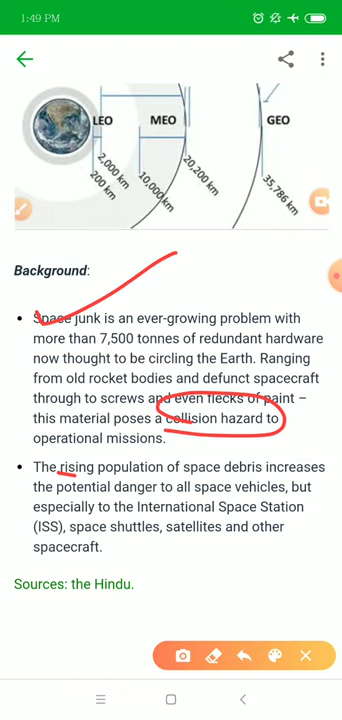 1:49 PM
LEO
MEO
GEO
200 km
2,000 km
10,000 km
20,200 km
35,786 km
Background:
Space junk is an ever-growing problem with
more than 7,500 tonnes of redundant hardware
now thought to be circling the Earth. Ranging
from old rocket bodies and defunct spacecraft
through to screws and even flecks of paint –
this material poses a collision hazard to
operational missions.
The rising population of space debris increases
the potential danger to all space vehicles, but
especially to the International Space Station
(ISS), space shuttles, satellites and other
spacecraft.
Sources: the Hindu.